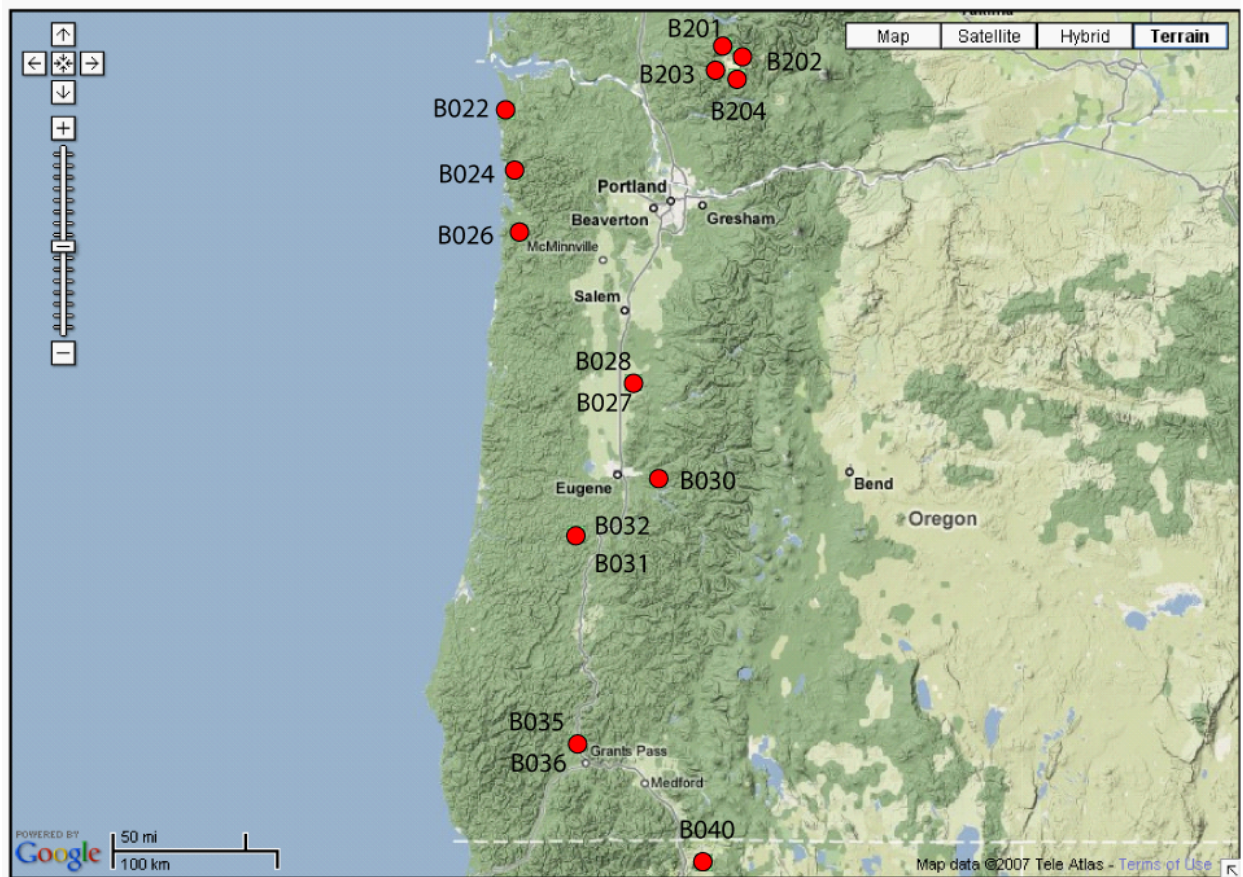 B201
Map
Satellite
Hybrid
Terrain
B202
B203
B204
B022
B024
Portland
Beaverton
Gresham
B026
McMinnville
Salem
B028
B027
B030
Eugene
Bend
B032
Oregon
B031
B035
Grants Pass
B036
Medford
B040
POWERED BY
Google
50 mi
100 km
Map data ©2007 Tele Atlas - Terms of Use